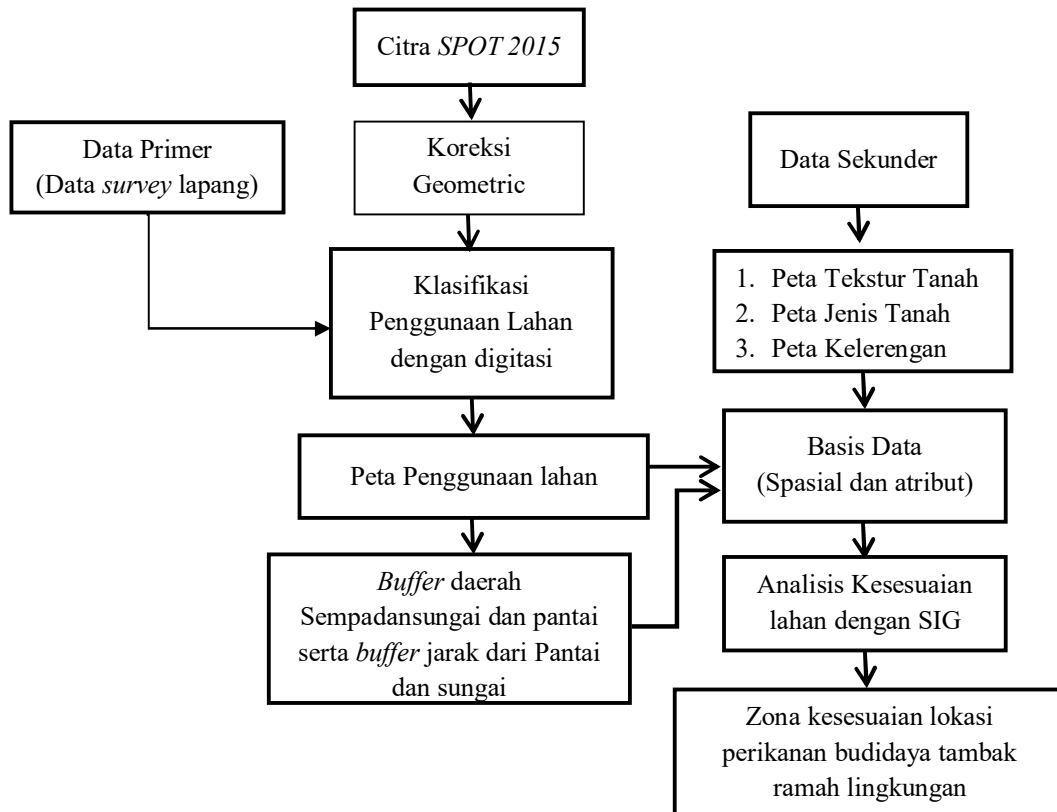 Citra SPOT 2015
Data Primer
(Data survey lapang)
Koreksi
Geometric
Data Sekunder
Klasifikasi
Penggunaan Lahan
dengan digitasi
1. Peta Tekstur Tanah
2. Peta Jenis Tanah
3. Peta Kelerengan
Peta Penggunaan lahan
Basis Data
(Spasial dan atribut)
Buffer daerah
Sempadansungai dan pantai
serta buffer jarak dari Pantai
dan sungai
Analisis Kesesuaian
lahan dengan SIG
Zona kesesuaian lokasi
perikanan budidaya tambak
ramah lingkungan